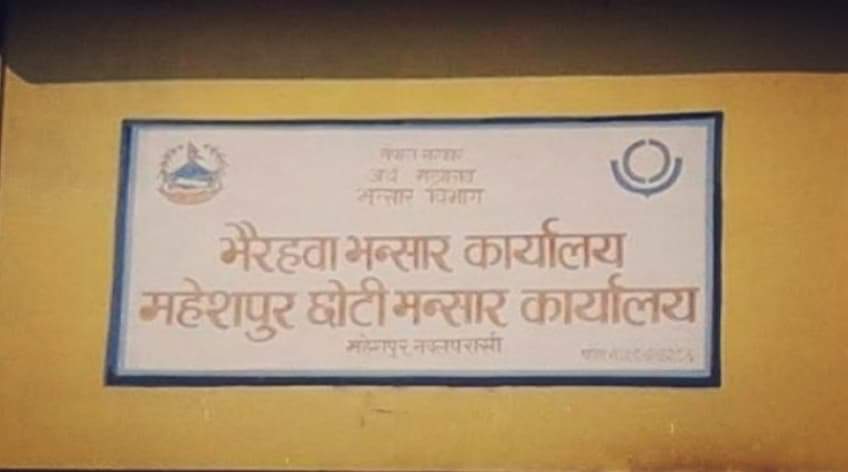 नेपाल सरकार
अर्थ मन्त्रालय
भन्सार विभाग
भैरहवा भन्सार कार्यालय
महेशपुर छोटी भन्सार कार्यालय
महेशपुर नवलपरासी